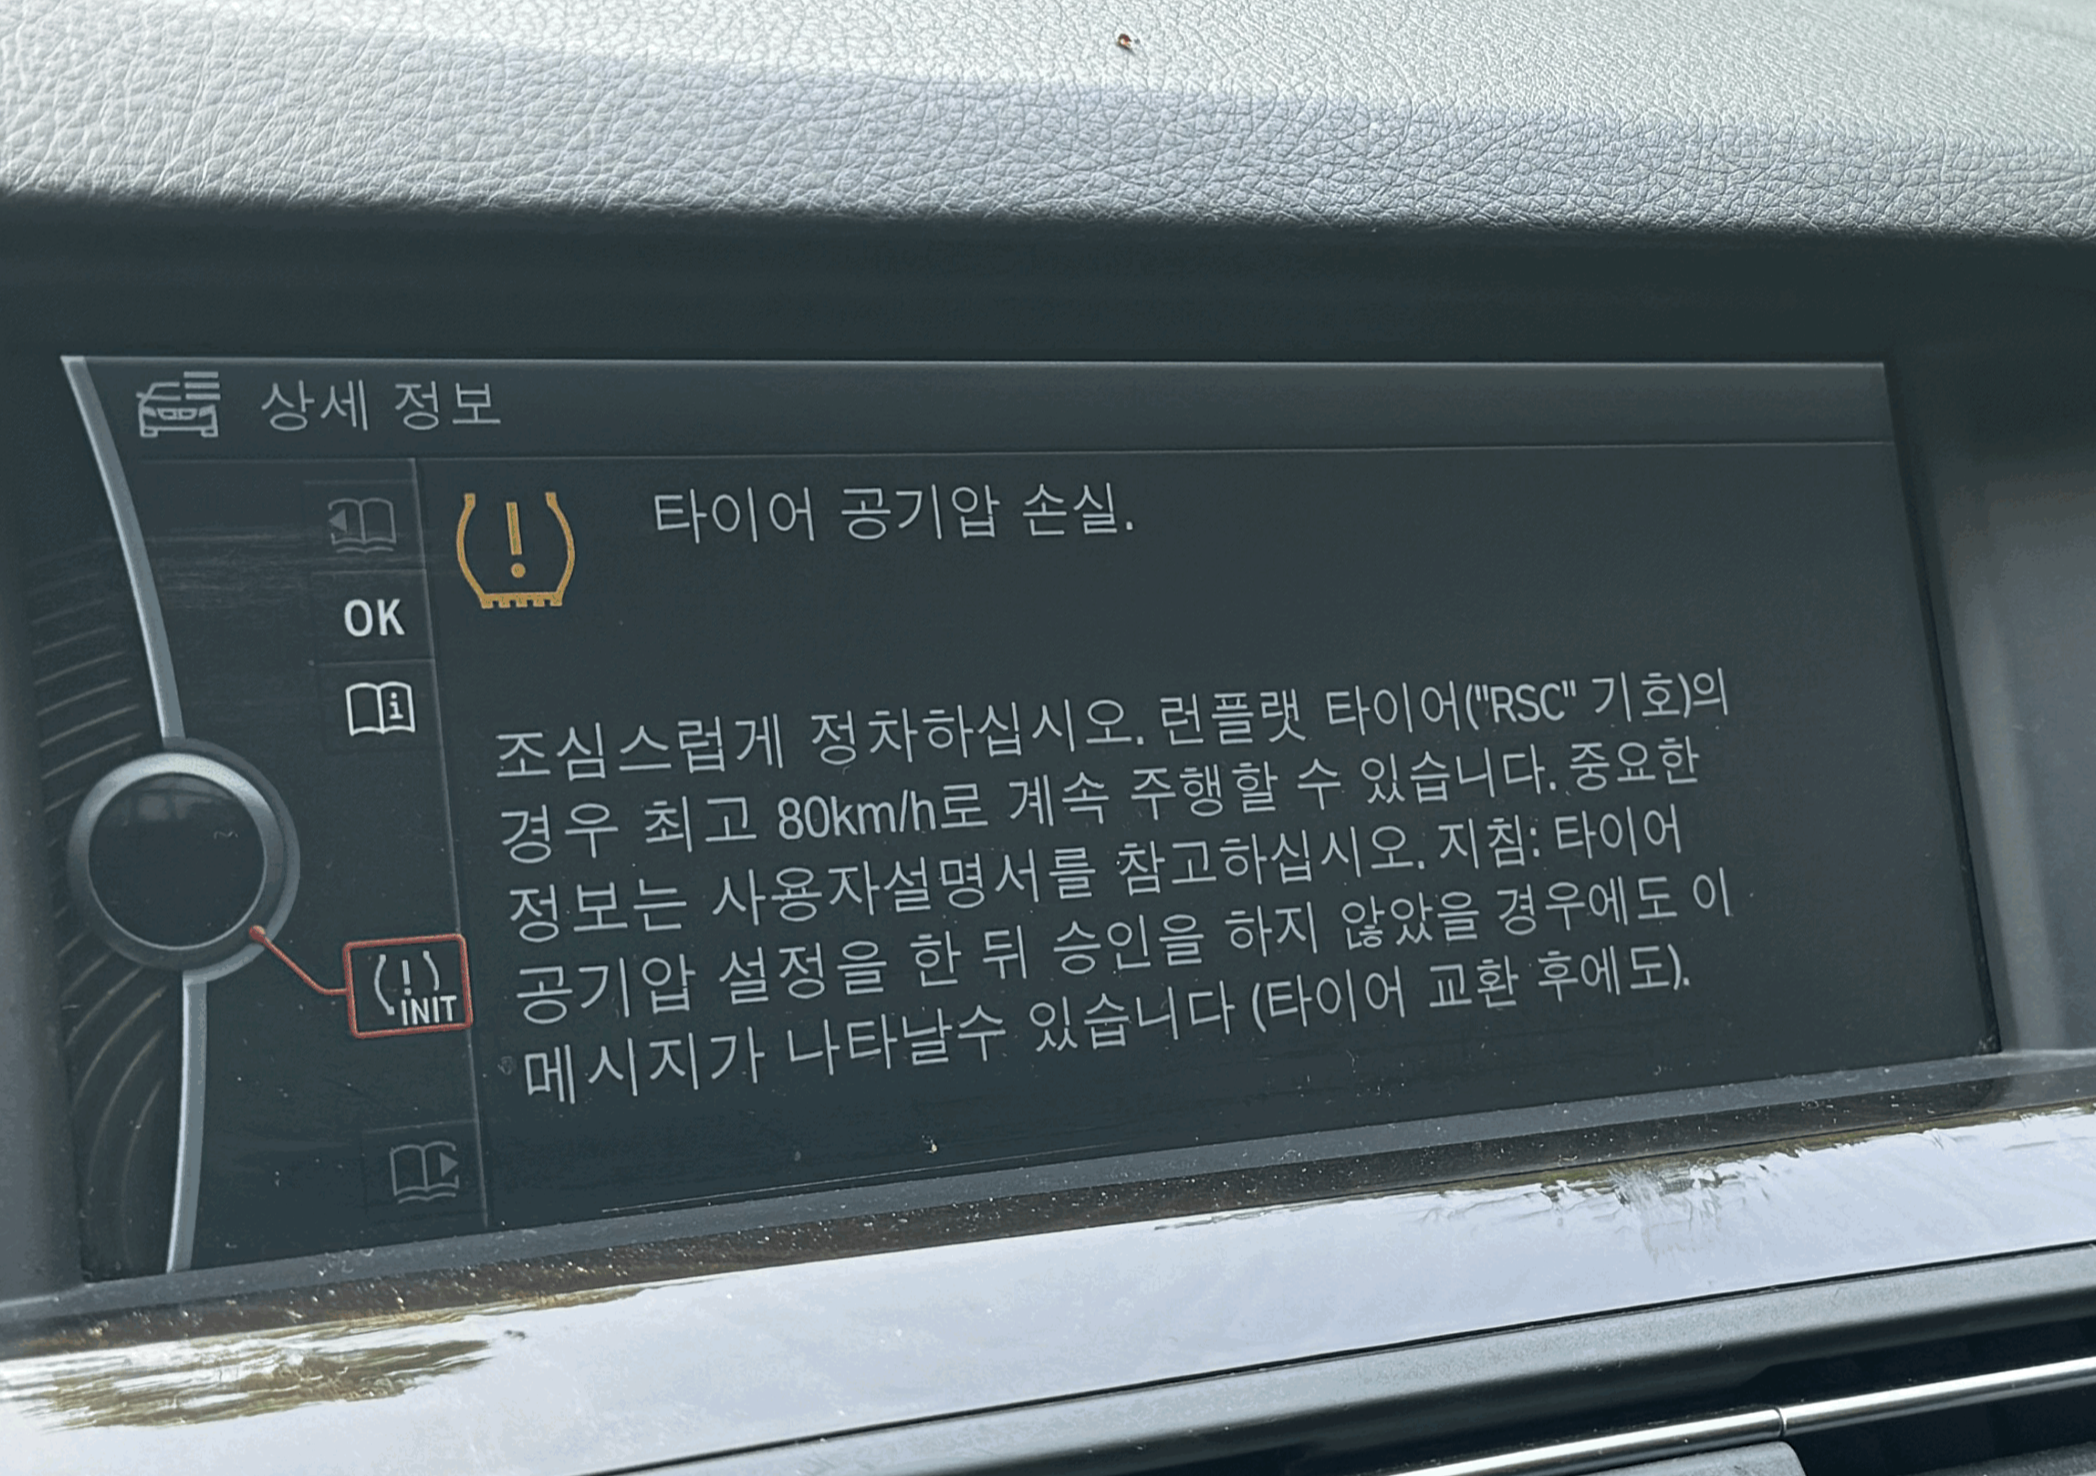 상세 정보
타이어 공기압 손실.
OK
조심스럽게 정차하십시오. 런플랫 타이어("RSC" 기호)의
경우 최고 80km/h로 계속 주행할 수 있습니다. 중요한
정보는 사용자설명서를 참고하십시오. 지침: 타이어
공기압 설정을 한 뒤 승인을 하지 않았을 경우에도 이
메시지가 나타날수 있습니다 (타이어 교환 후에도).
INIT